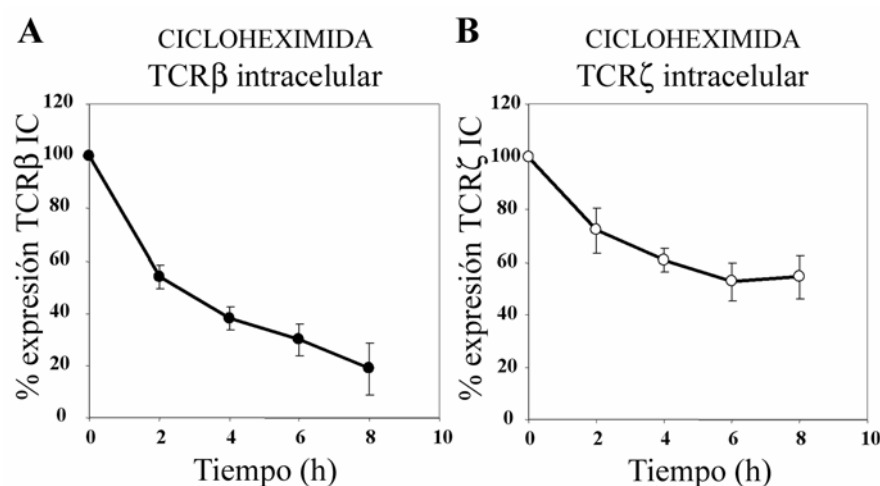 A
CICLOHEXIMIDA
TCRβ intracelular
% expresión TCRβ IC
120
100
80
60
40
20
0
0 2 4 6 8 10
Tiempo (h)
B
CICLOHEXIMIDA
TCRζ intracelular
% expresión TCRζ IC
120
100
80
60
40
20
0
0 2 4 6 8 10
Tiempo (h)